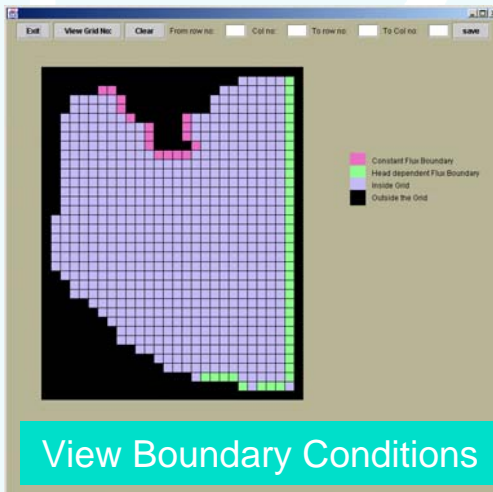 Exit View Grid No: Clear From row no: Col no: To row no: To Col no: save
Constant Flux Boundary
Head dependent Flux Boundary
Inside Grid
Outside the Grid
View Boundary Conditions